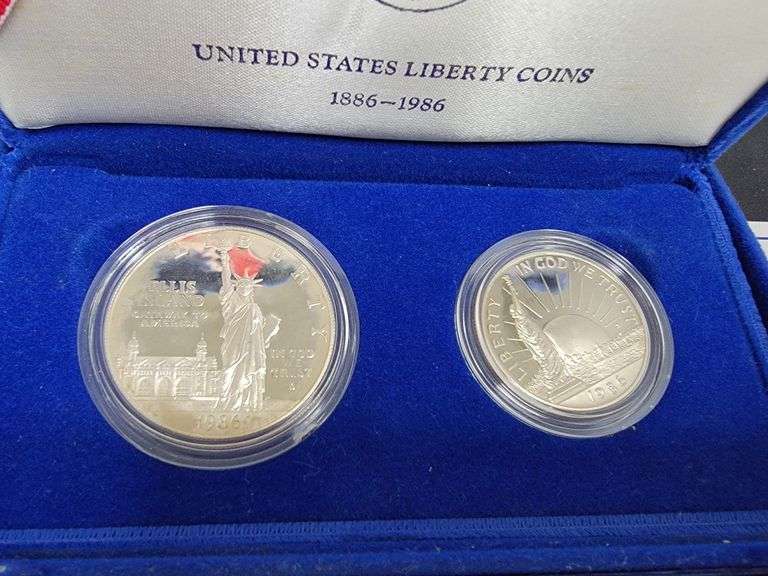 UNITED STATES LIBERTY COINS
1886-1986
LIBERTY
ELLIS
ISLAND
GATEWAY TO
AMERICA
IN GOD
WE
TRUST
1986
IN GOD WE TRUST
LIBERTY
1986